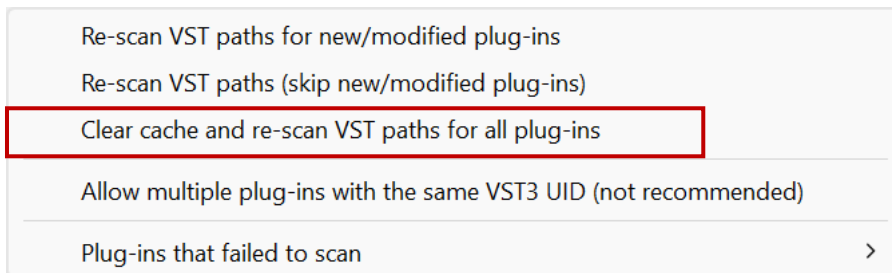 Re-scan VST paths for new/modified plug-ins
Re-scan VST paths (skip new/modified plug-ins)
Clear cache and re-scan VST paths for all plug-ins
Allow multiple plug-ins with the same VST3 UID (not recommended)
Plug-ins that failed to scan